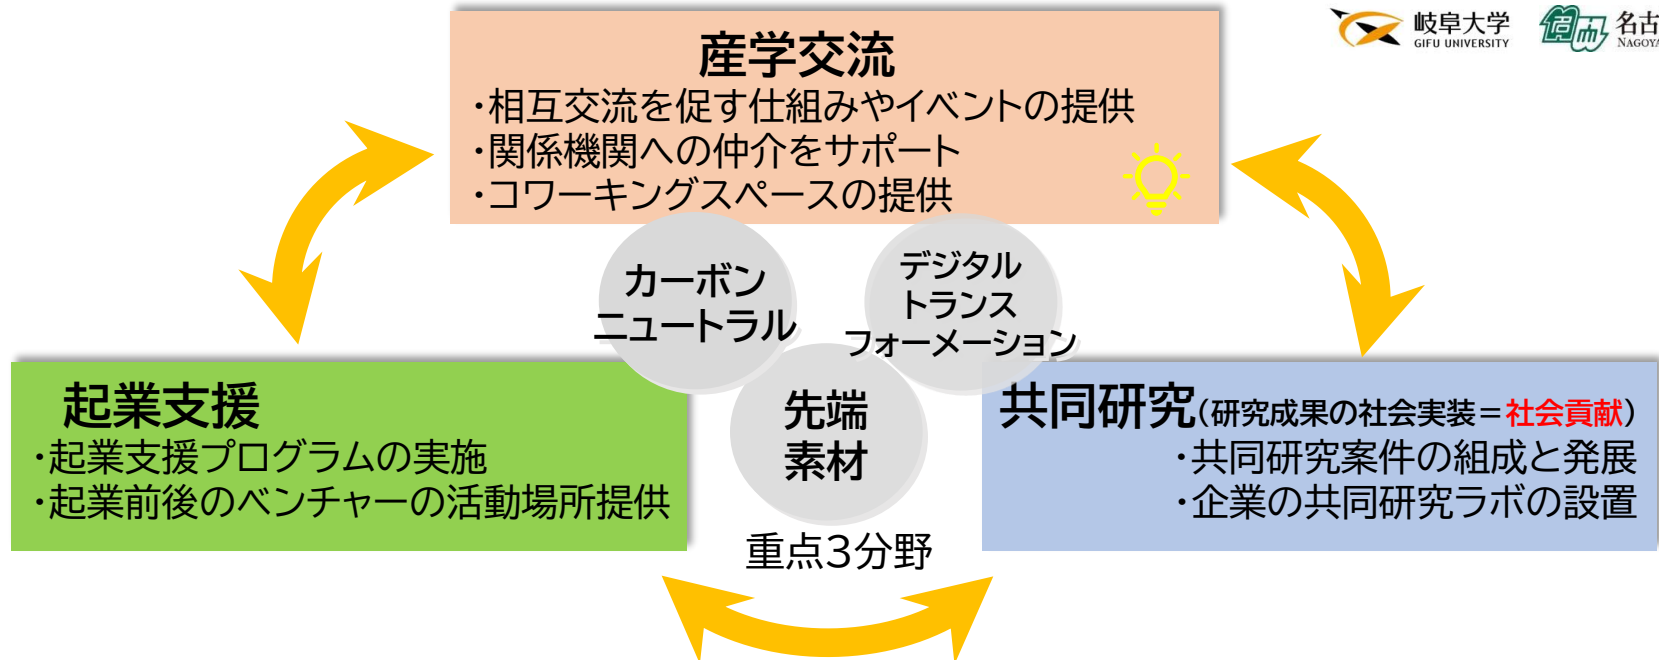 岐阜大学
GIFU UNIVERSITY
名古
NAGOYA
産学交流
・相互交流を促す仕組みやイベントの提供
・関係機関への仲介をサポート
・コワーキングスペースの提供
カーボン
ニュートラル
デジタル
トランス
フォーメーション
先端
素材
重点3分野
起業支援
・起業支援プログラムの実施
・起業前後のベンチャーの活動場所提供
共同研究(研究成果の社会実装=社会貢献)
・共同研究案件の組成と発展
・企業の共同研究ラボの設置